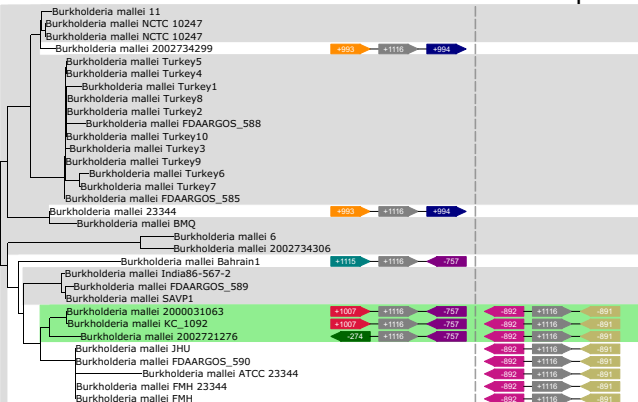 Burkholderia mallei 11
Burkholderia mallei NCTC 10247
Burkholderia mallei NCTC 10247
Burkholderia mallei 2002734299 +993 +1116 +994
Burkholderia mallei Turkey5
Burkholderia mallei Turkey4
Burkholderia mallei Turkey1
Burkholderia mallei Turkey8
Burkholderia mallei Turkey2
Burkholderia mallei FDAARGOS_588
Burkholderia mallei Turkey10
Burkholderia mallei Turkey3
Burkholderia mallei Turkey9
Burkholderia mallei Turkey6
Burkholderia mallei Turkey7
Burkholderia mallei FDAARGOS_585
Burkholderia mallei 23344 +993 +1116 +994
Burkholderia mallei BMQ
Burkholderia mallei 6
Burkholderia mallei 2002734306
Burkholderia mallei Bahrain1 +1115 +1116 -757
Burkholderia mallei India86-567-2
Burkholderia mallei FDAARGOS_589
Burkholderia mallei SAVP1
Burkholderia mallei 2000031063 +1007 +1116 -757 -892 +1116 -891
Burkholderia mallei KC_1092 +1007 +1116 -757 -892 +1116 -891
Burkholderia mallei 2002721276 -274 +1116 -757 -892 +1116 -891
Burkholderia mallei JHU -892 +1116 -891
Burkholderia mallei FDAARGOS_590 -892 +1116 -891
Burkholderia mallei ATCC 23344 -892 +1116 -891
Burkholderia mallei FMH 23344 -892 +1116 -891
Burkholderia mallei FMH -892 +1116 -891